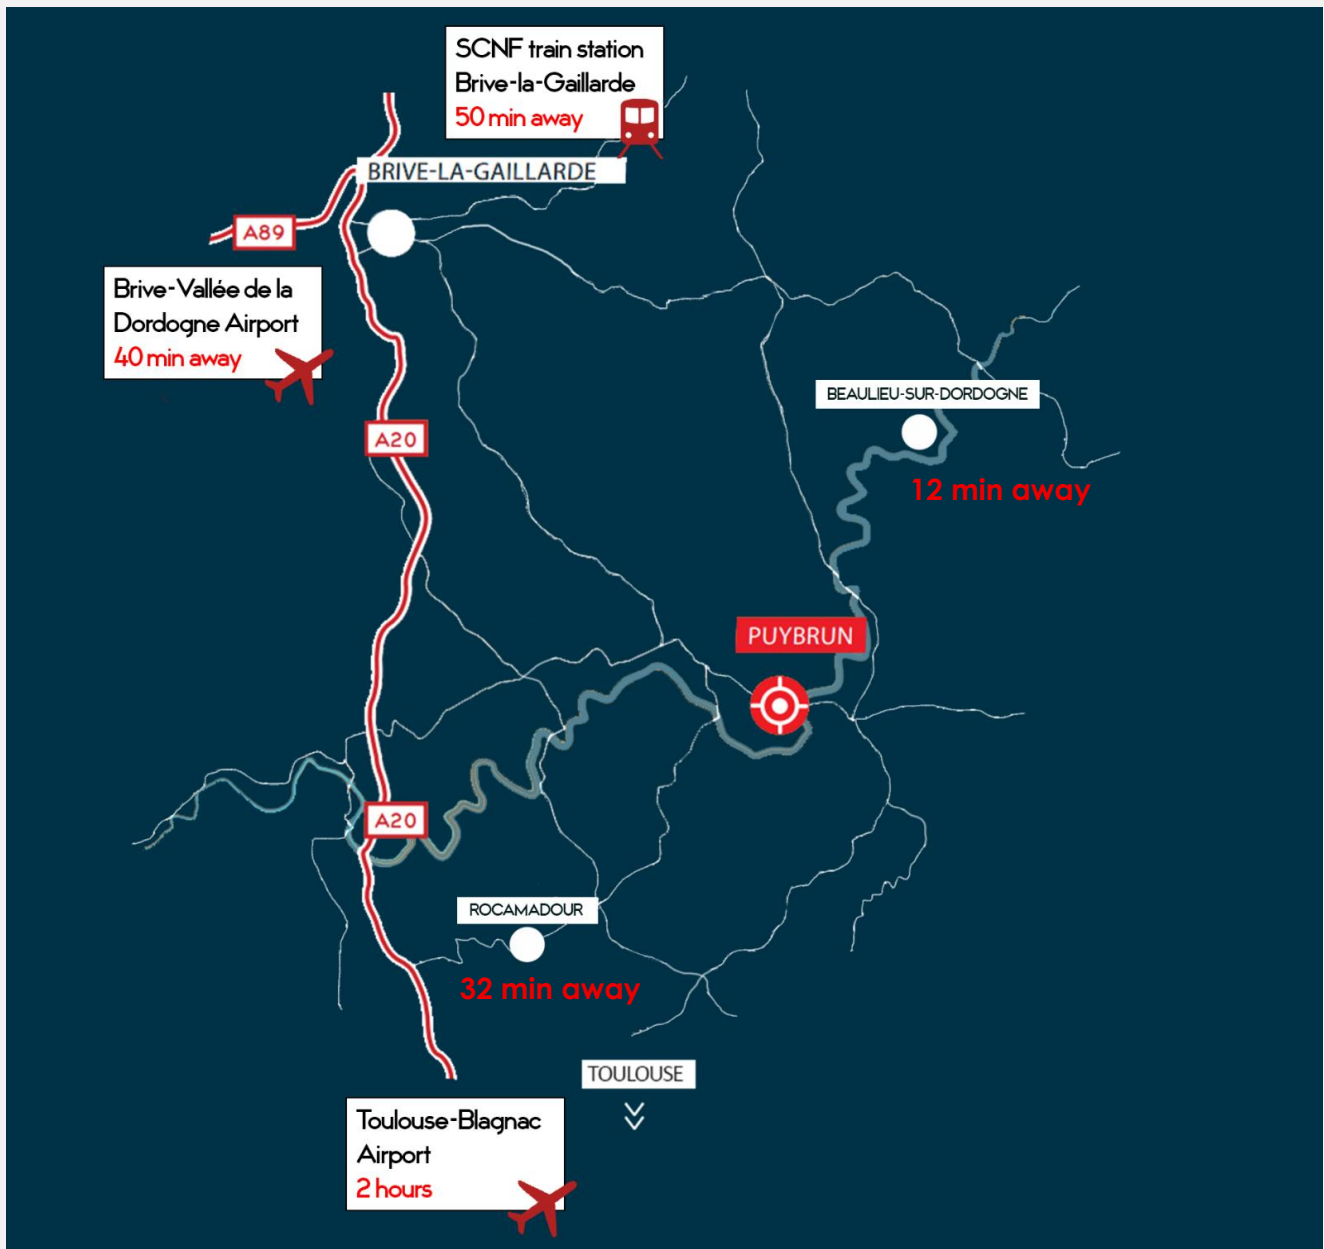 SCNF train station
Brive-la-Gaillarde
50 min away
BRIVE-LA-GAILLARDE
A89
Brive-Vallée de la
Dordogne Airport
40 min away
A20
BEAULIEU-SUR-DORDOGNE
12 min away
PUYBRUN
A20
ROCAMADOUR
32 min away
TOULOUSE
Toulouse-Blagnac
Airport
2 hours